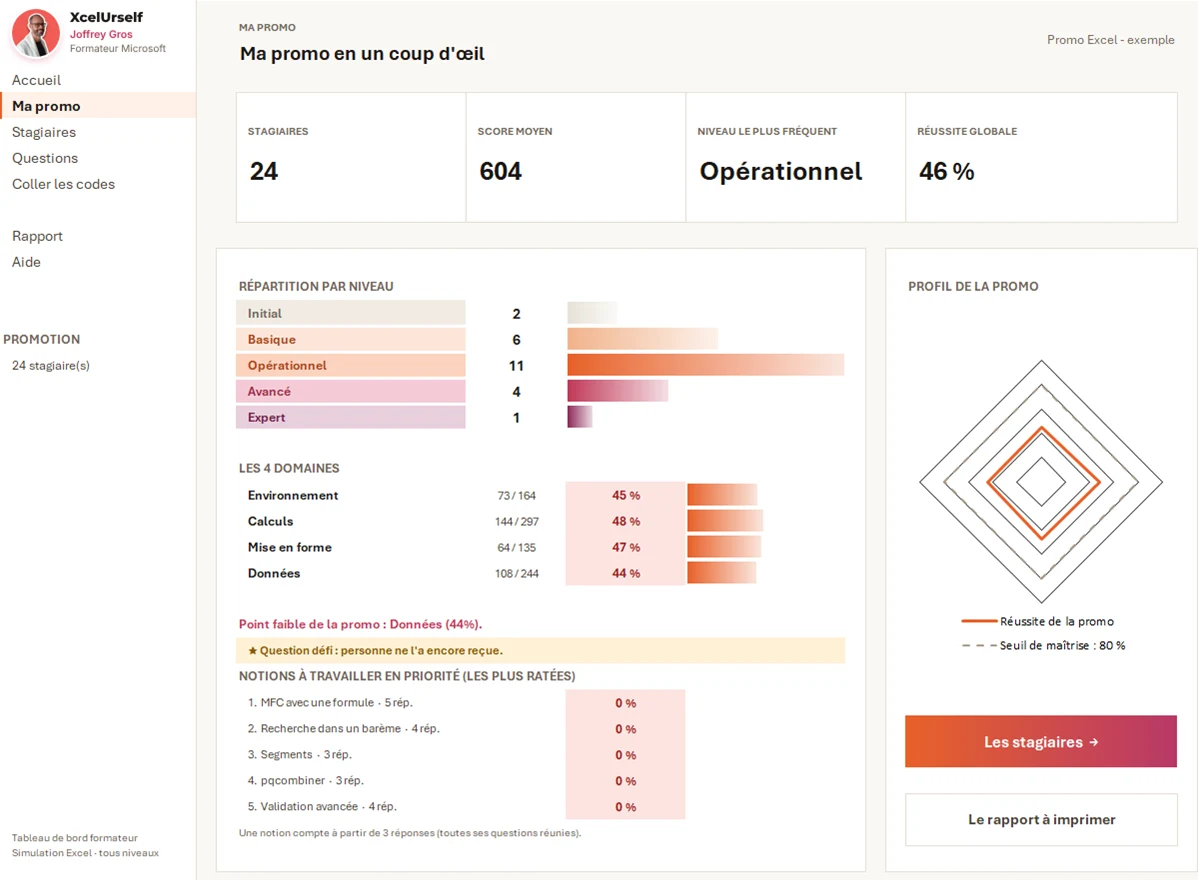 XcelUrself
Joffrey Gros
Formateur Microsoft
Accueil
Ma promo
Stagiaires
Questions
Coller les codes
Rapport
Aide
PROMOTION
24 stagiaire(s)
Tableau de bord formateur
Simulation Excel · tous niveaux
MA PROMO
Ma promo en un coup d'œil
Promo Excel - exemple
STAGIAIRES
24
SCORE MOYEN
604
NIVEAU LE PLUS FRÉQUENT
Opérationnel
RÉUSSITE GLOBALE
46 %
RÉPARTITION PAR NIVEAU
Initial 2
Basique 6
Opérationnel 11
Avancé 4
Expert 1
LES 4 DOMAINES
Environnement 73 / 164 45 %
Calculs 144 / 297 48 %
Mise en forme 64 / 135 47 %
Données 108 / 244 44 %
Point faible de la promo : Données (44%).
★ Question défi : personne ne l'a encore reçue.
NOTIONS À TRAVAILLER EN PRIORITÉ (LES PLUS RATÉES)
1. MFC avec une formule · 5 rép. 0 %
2. Recherche dans un barème · 4 rép. 0 %
3. Segments · 3 rép. 0 %
4. pqcombiner · 3 rép. 0 %
5. Validation avancée · 4 rép. 0 %
Une notion compte à partir de 3 réponses (toutes ses questions réunies).
PROFIL DE LA PROMO
Réussite de la promo
Seuil de maîtrise : 80 %
Les stagiaires →
Le rapport à imprimer